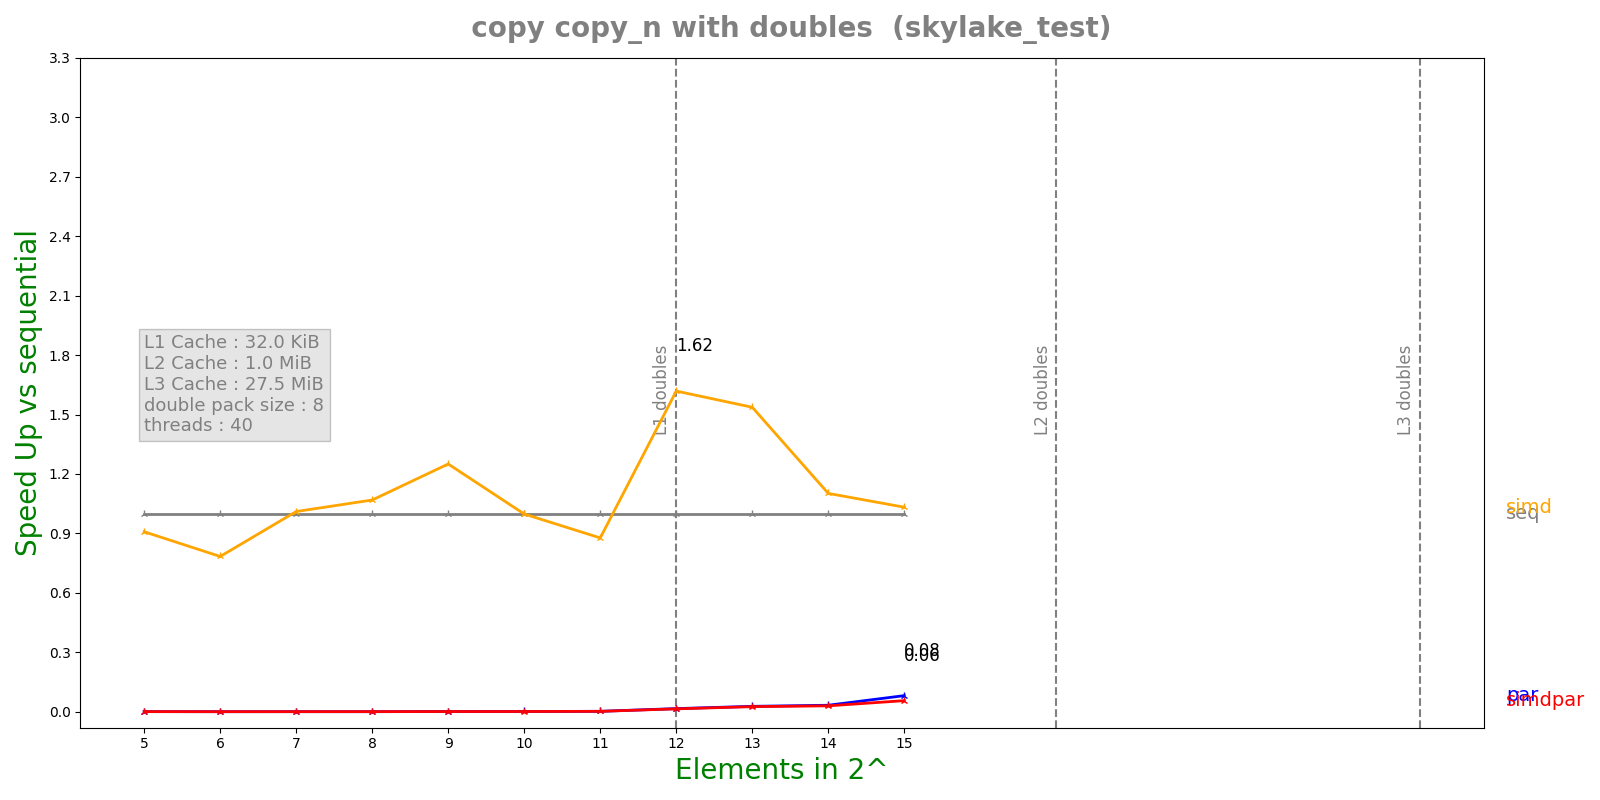 copy copy_n with doubles (skylake_test)
Speed Up vs sequential
3.3
3.0
2.7
2.4
2.1
1.8
1.5
1.2
0.9
0.6
0.3
0.0
L1 Cache : 32.0 KiB
L2 Cache : 1.0 MiB
L3 Cache : 27.5 MiB
double pack size : 8
threads : 40
L1 doubles
1.62
L2 doubles
L3 doubles
simd
seq
0.08
0.06
par
simdpar
5 6 7 8 9 10 11 12 13 14 15
Elements in 2^